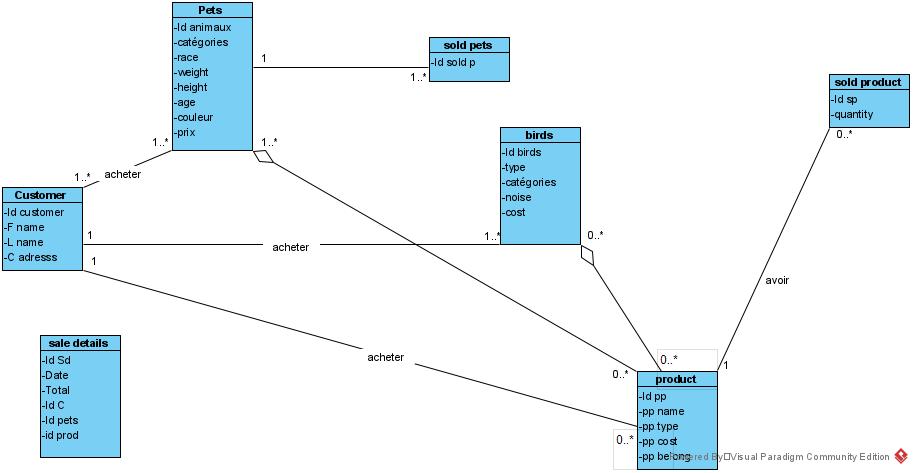 Pets
-Id animaux
-catégories
-race
-weight
-height
-age
-couleur
-prix
1
1..*
sold pets
-Id sold p
sold product
-Id sp
-quantity
0..*
birds
-Id birds
-type
-catégories
-noise
-cost
1..*
1..*
acheter
1..*
Customer
-Id customer
-F name
-L name
-C adresss
1
acheter
1..*
0..*
1
avoir
sale details
-Id Sd
-Date
-Total
-Id C
-Id pets
-id prod
acheter
0..*
0..*
1
product
-Id pp
-pp name
-pp type
-pp cost
-pp belong
0..*
Powered By Visual Paradigm Community Edition